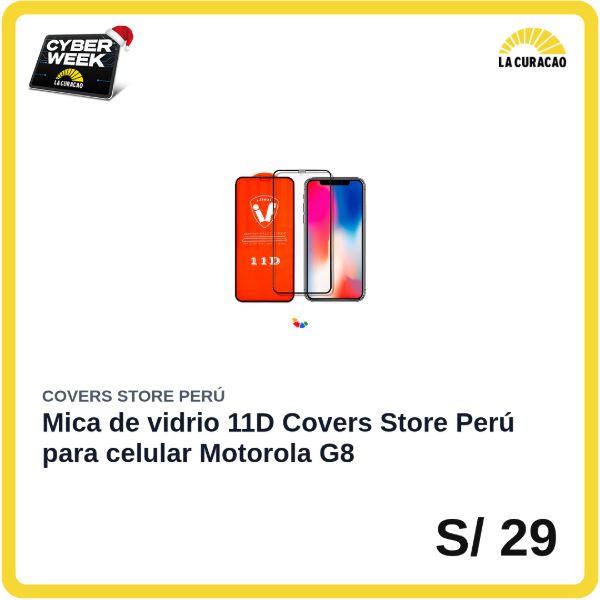 CYBER
WEEK
LA CURACAO
LA CURACAO
11D
COVERS STORE PERÚ
Mica de vidrio 11D Covers Store Perú
para celular Motorola G8
S/ 29